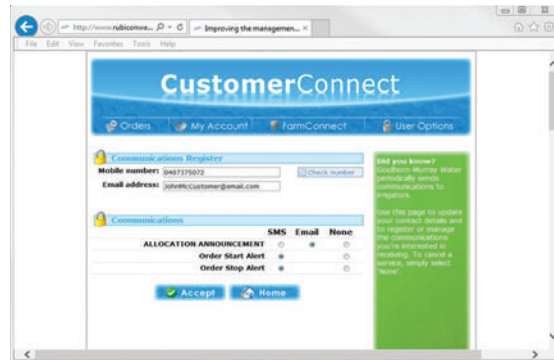 http://www.rubiconwa...
Improving the managemen...
File Edit View Favorites Tools Help
CustomerConnect
Orders My Account FarmConnect User Options
Communications Register
Mobile number: 0407375072 Check number
Email address: JohnMcCustomer@email.com
Communications
SMS Email None
ALLOCATION ANNOUNCEMENT
Order Start Alert
Order Stop Alert
Accept Home
Did you know?
Goulburn-Murray Water
periodically sends
communications to
irrigators.
Use this page to update
your contact details and
to register or manage
the communications
you're interested in
receiving. To cancel a
service, simply select
'None'.